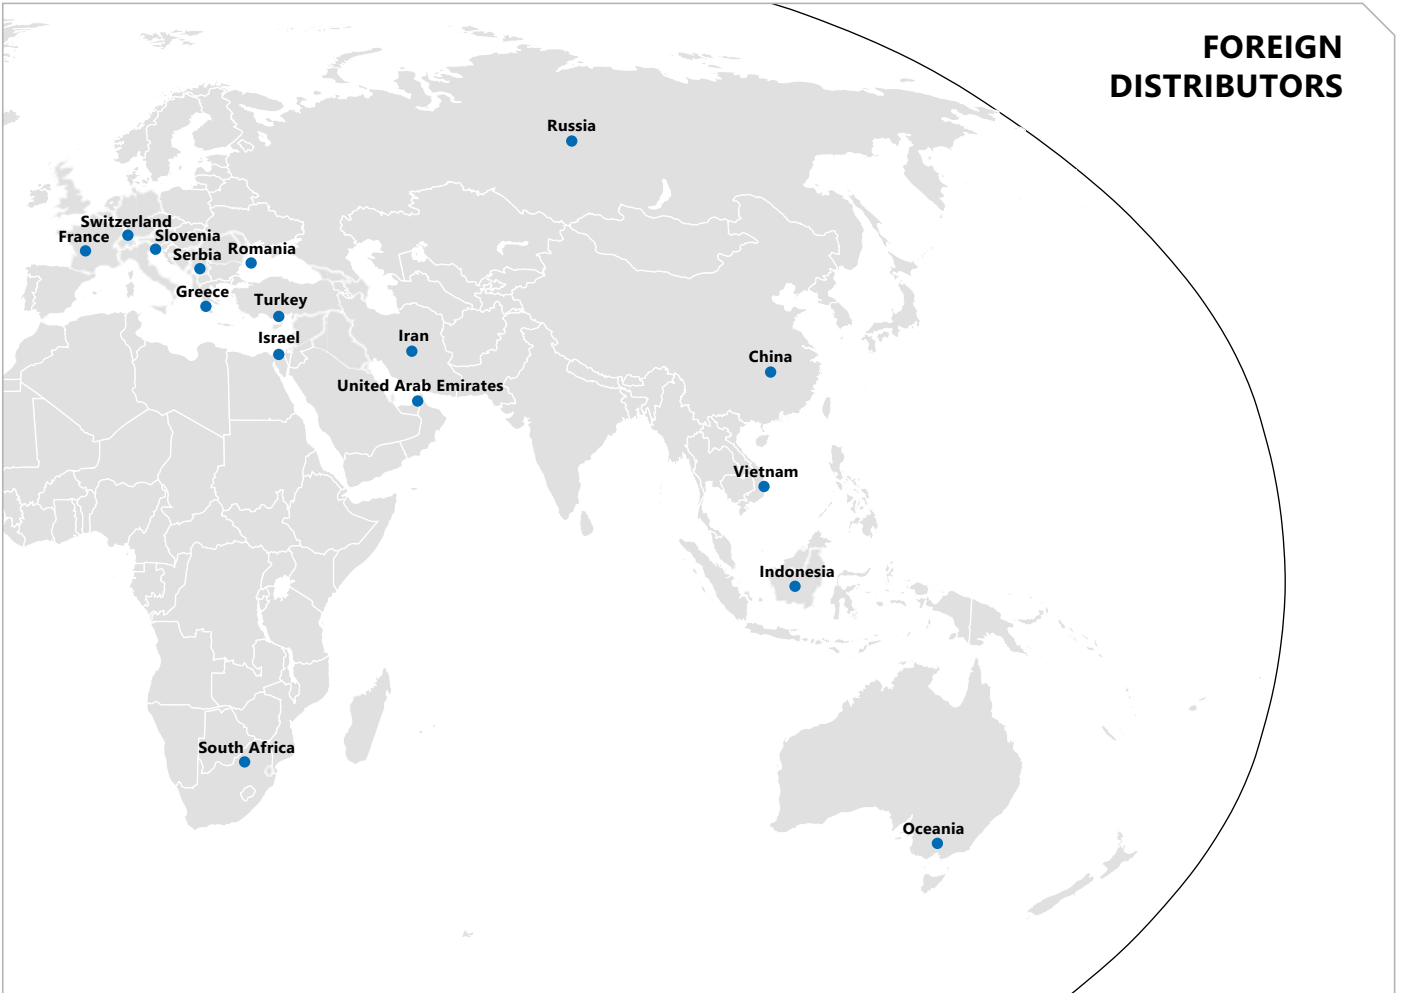 FOREIGN
DISTRIBUTORS
Russia
Switzerland
France
Slovenia
Serbia
Romania
Greece
Turkey
Israel
Iran
China
United Arab Emirates
Vietnam
Indonesia
South Africa
Oceania